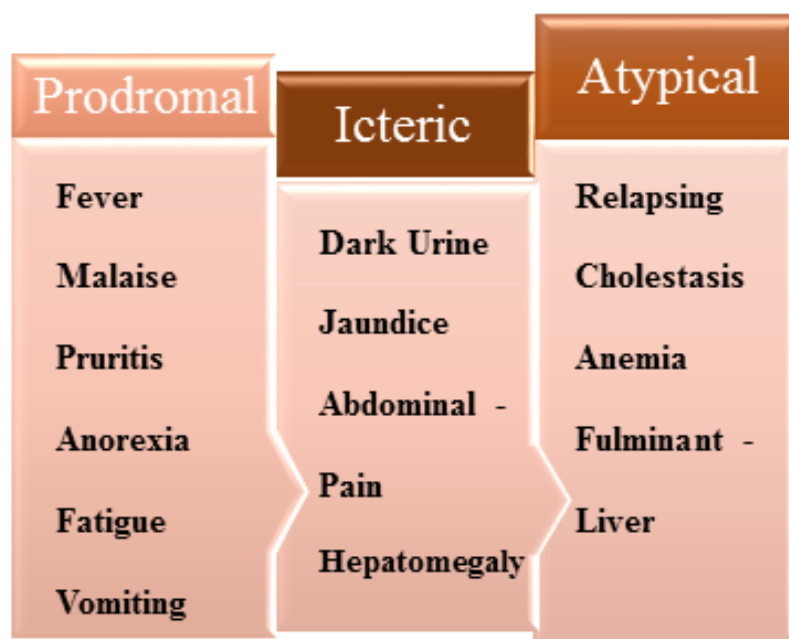 Prodromal
Fever
Malaise
Pruritis
Anorexia
Fatigue
Vomiting
Icteric
Dark Urine
Jaundice
Abdominal -
Pain
Hepatomegaly
Atypical
Relapsing
Cholestasis
Anemia
Fulminant -
Liver